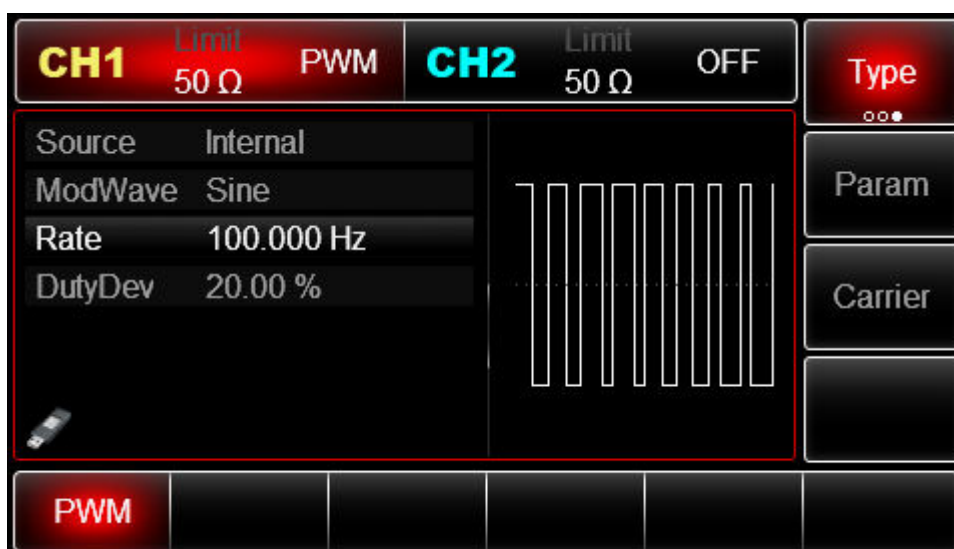 CH1 Limit 50 Ω PWM CH2 Limit 50 Ω OFF
Type
Source Internal
ModWave Sine
Rate 100.000 Hz
DutyDev 20.00 %
Param
Carrier
PWM